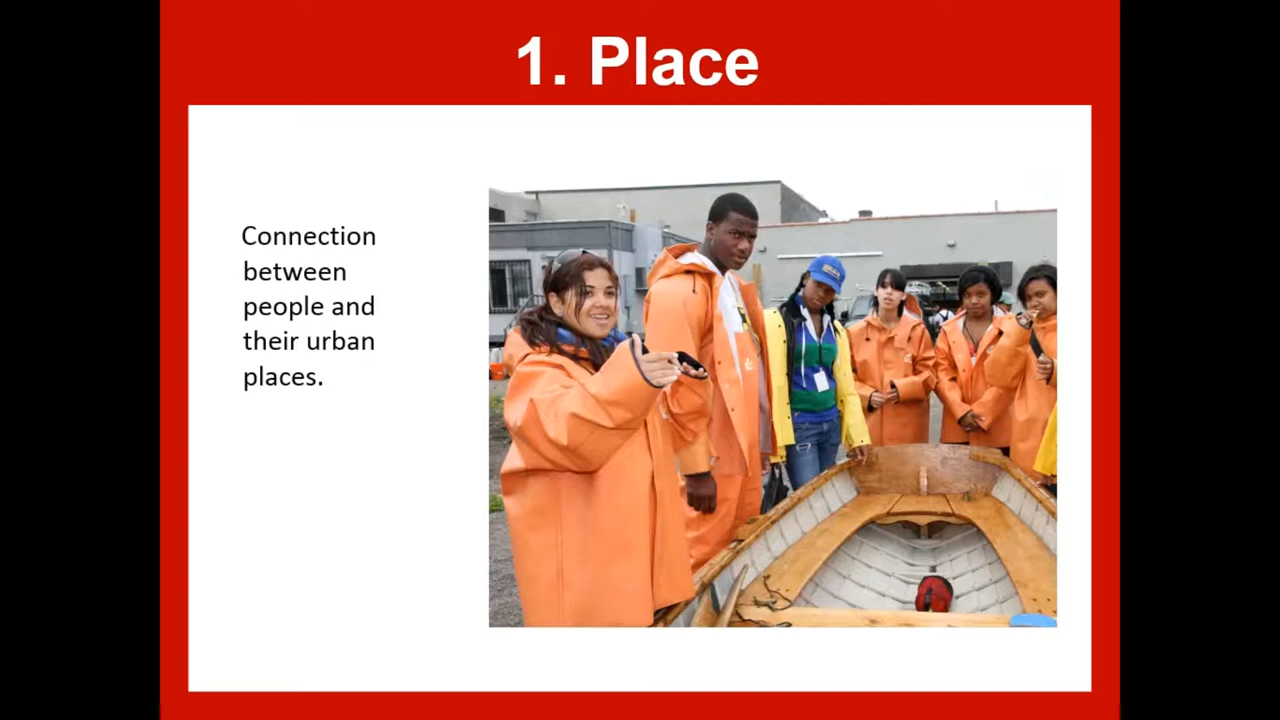 1. Place
Connection
between
people and
their urban
places.